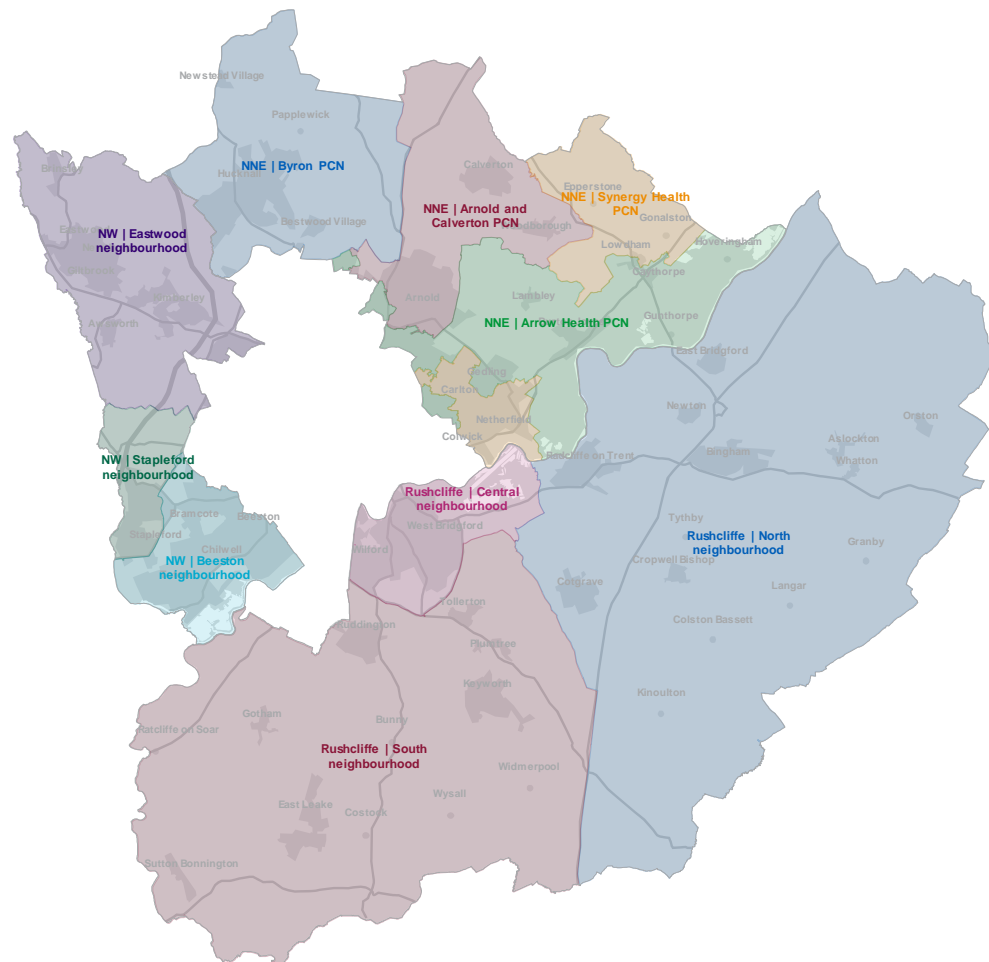 Newstead Village
Papplewick
NNE | Byron PCN
Bestwood Village
Calverton
NNE | Arnold and
Calverton PCN
Epperstone
NNE | Synergy Health
PCN
Gonalston
Lowdham
Hoveringham
NW | Eastwood
neighbourhood
Kimberley
Arnold
Lambley
NNE | Arrow Health PCN
Gunthorpe
East Bridgford
Gedling
Carlton
Netherfield
Colwick
Newton
Orston
Aslockton
Whatton
Bingham
Radcliffe on Trent
NW | Stapleford
neighbourhood
Rushcliffe | Central
neighbourhood
West Bridgford
Bramcote
Beeston
Stapleford
Chilwell
NW | Beeston
neighbourhood
Wilford
Tythby
Rushcliffe | North
neighbourhood
Cropwell Bishop
Granby
Langar
Cotgrave
Colston Bassett
Tollerton
Ruddington
Plumtree
Keyworth
Kinoulton
Gotham
Bunny
Ratcliffe on Soar
Rushcliffe | South
neighbourhood
Widmerpool
Wysall
East Leake
Costock
Sutton Bonnington